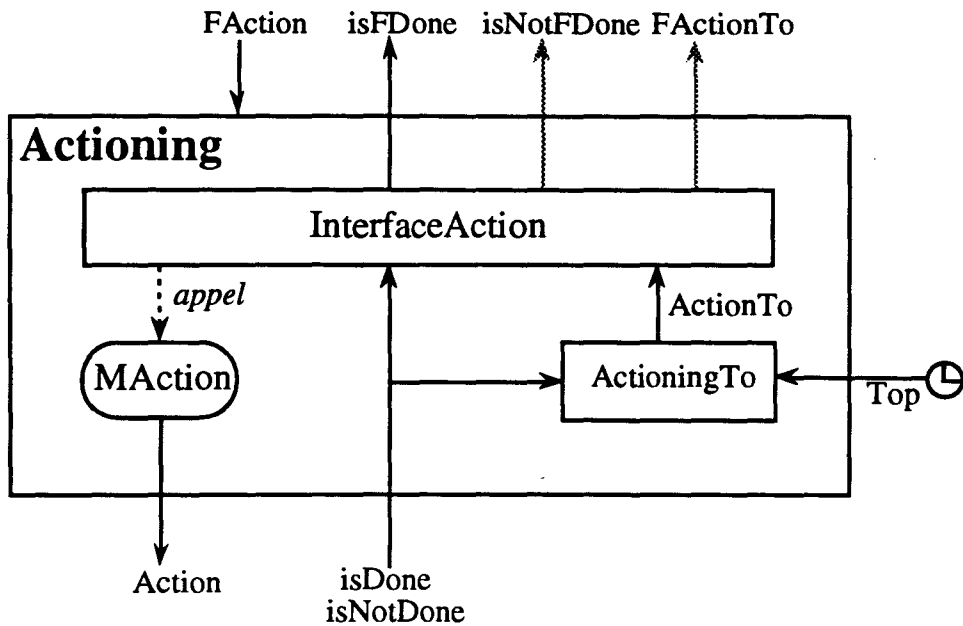 FAction isFDone isNotFDone FActionTo
Actioning
InterfaceAction
appel
ActionTo
MAction
ActioningTo
Top
Action
isDone
isNotDone